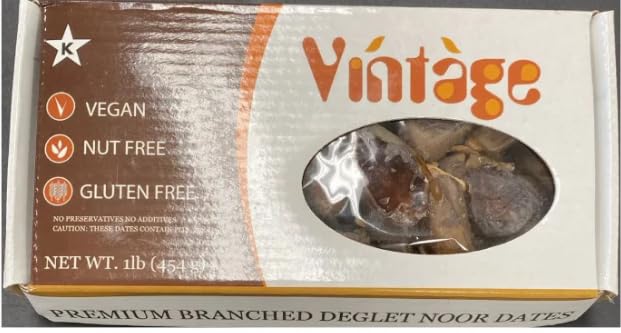 K
Vintage
VEGAN
NUT FREE
GLUTEN FREE
NO PRESERVATIVES NO ADDITIVES
CAUTION: THESE DATES CONTAIN
NET WT. 1lb (454 g)
PREMIUM BRANCHED DEGLET NOOR DATES